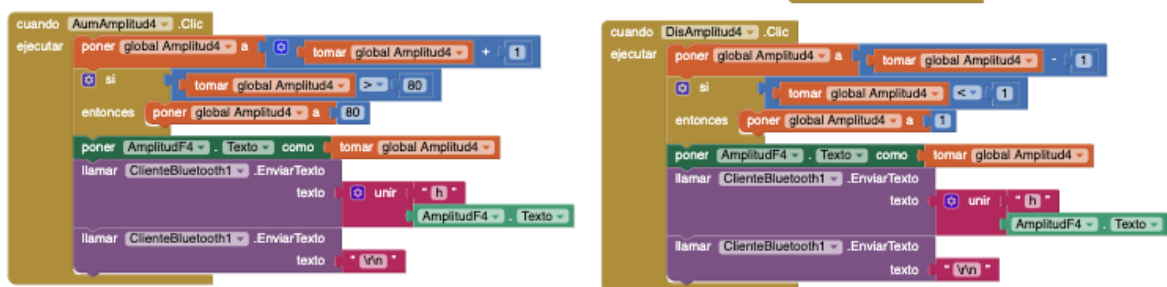 cuando AumAmplitud4 .Clic
ejecutar poner global Amplitud4 a tomar global Amplitud4 + 1
si tomar global Amplitud4 > 80
entonces poner global Amplitud4 a 80
poner AmplitudF4 . Texto como tomar global Amplitud4
llamar ClienteBluetooth1 .EnviarTexto
texto unir " h "
AmplitudF4 . Texto
llamar ClienteBluetooth1 .EnviarTexto
texto " \r\n "
cuando DisAmplitud4 .Clic
ejecutar poner global Amplitud4 a tomar global Amplitud4 - 1
si tomar global Amplitud4 < 1
entonces poner global Amplitud4 a 1
poner AmplitudF4 . Texto como tomar global Amplitud4
llamar ClienteBluetooth1 .EnviarTexto
texto unir " h "
AmplitudF4 . Texto
llamar ClienteBluetooth1 .EnviarTexto
texto " \r\n "